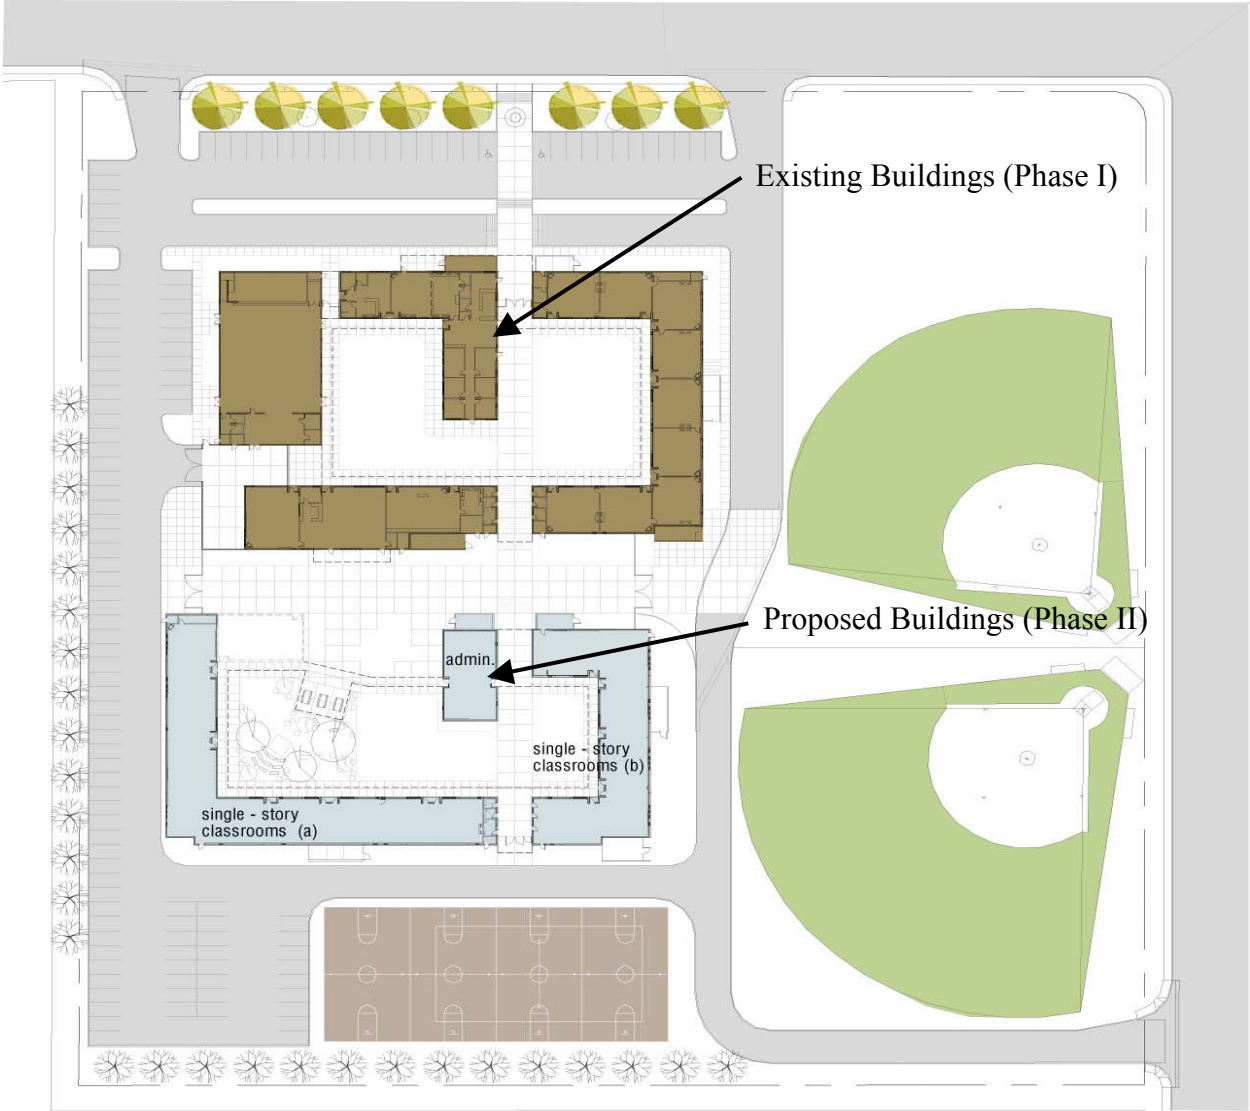 Existing Buildings (Phase I)
Proposed Buildings (Phase II)
admin.
single - story
classrooms (b)
single - story
classrooms (a)